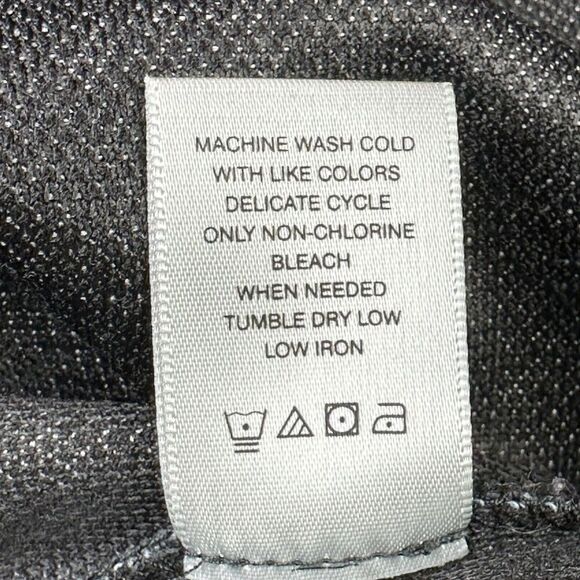 MACHINE WASH COLD
WITH LIKE COLORS
DELICATE CYCLE
ONLY NON-CHLORINE
BLEACH
WHEN NEEDED
TUMBLE DRY LOW
LOW IRON